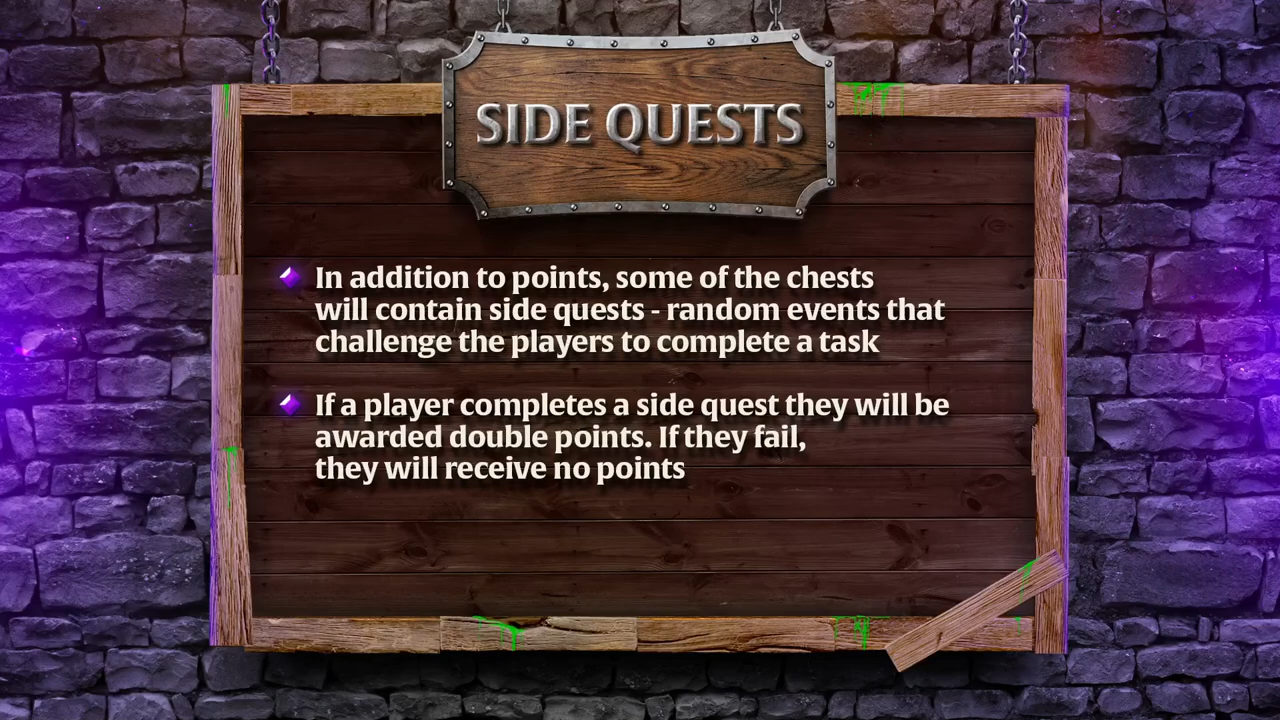 SIDE QUESTS
In addition to points, some of the chests
will contain side quests - random events that
challenge the players to complete a task
If a player completes a side quest they will be
awarded double points. If they fail,
they will receive no points